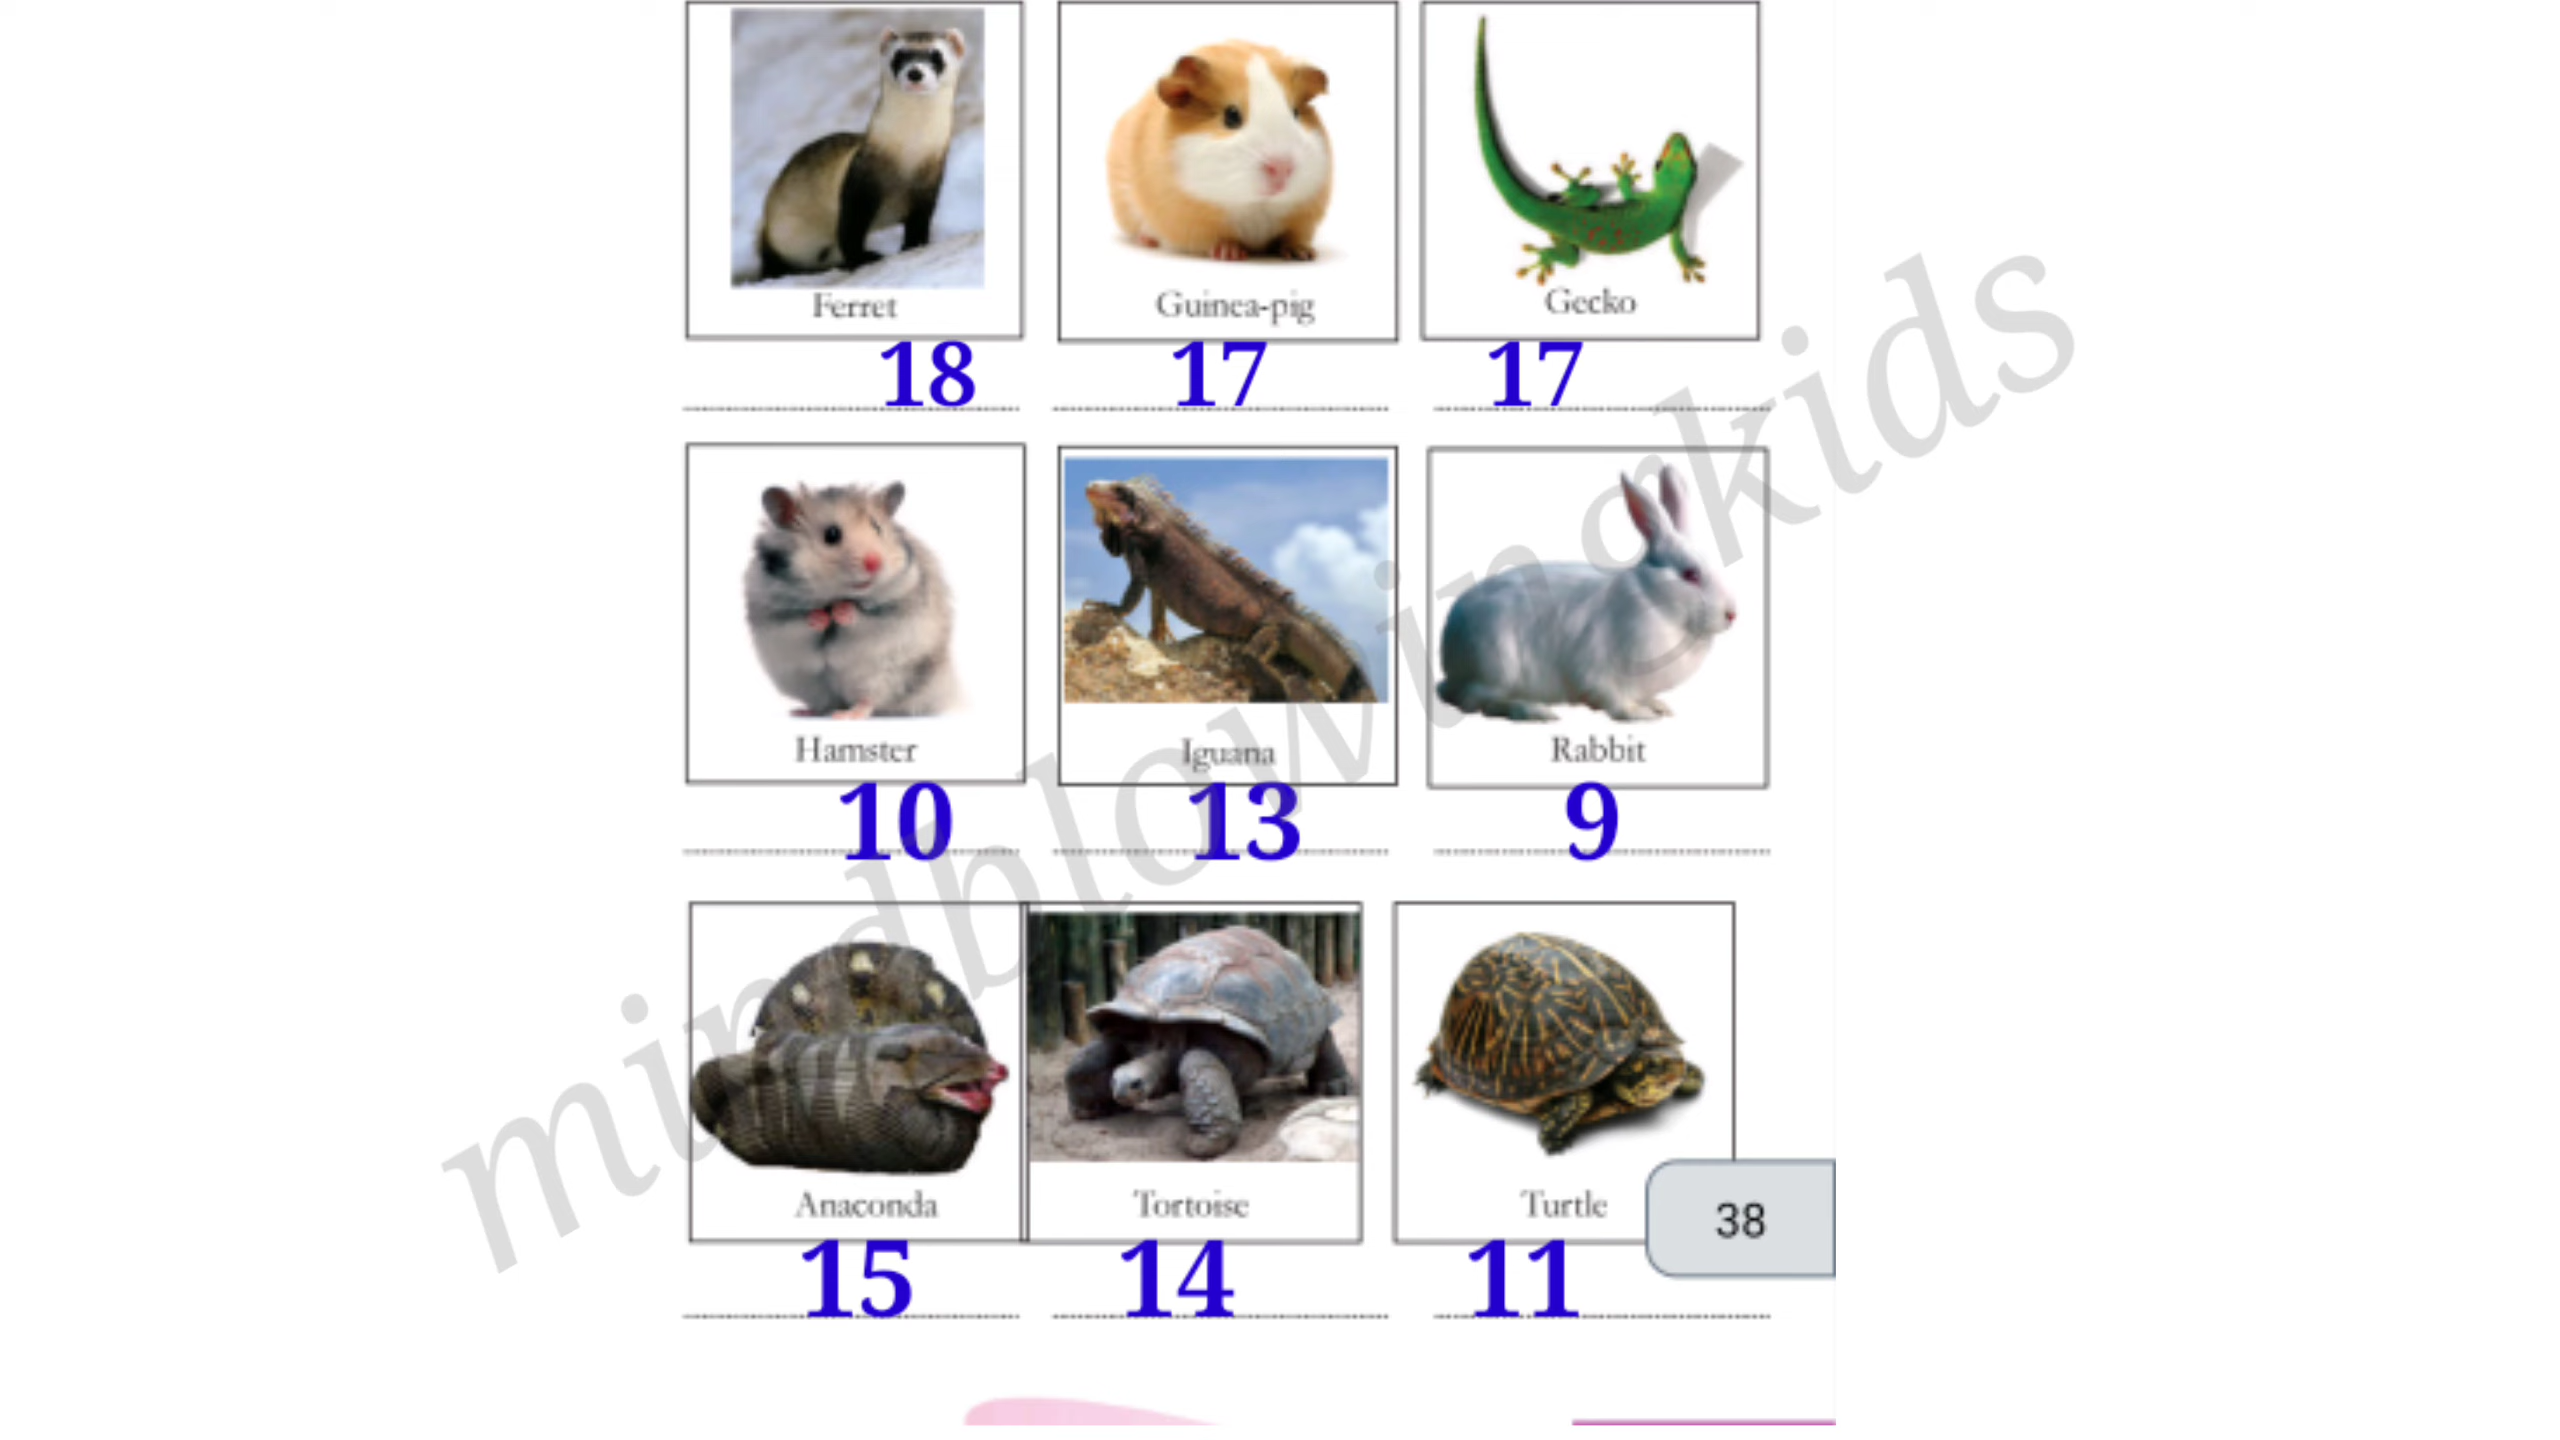 Ferret Guinea-pig Gecko
18 17 17
Hamster Iguana Rabbit
10 13 9
Anaconda Tortoise Turtle
38
15 14 11
mindblowingkids